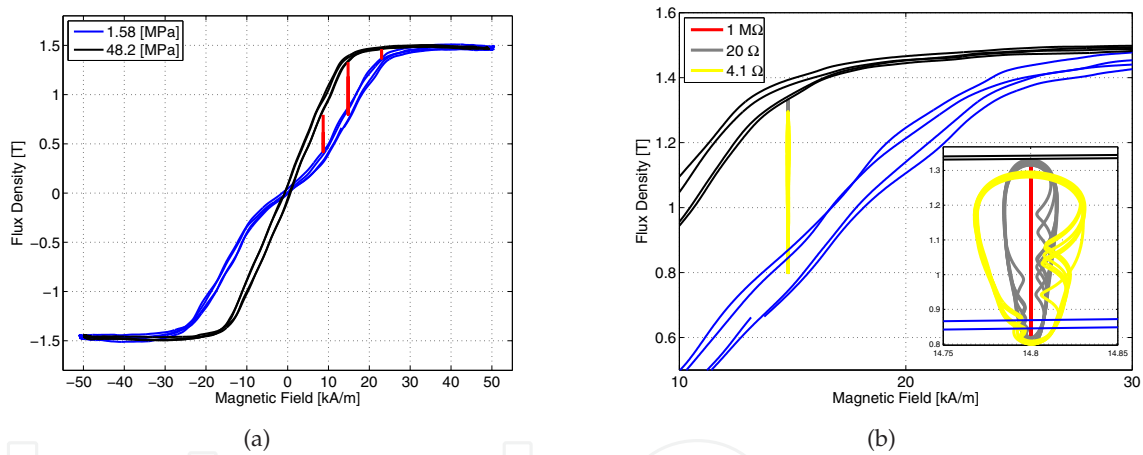 1.58 [MPa]
48.2 [MPa]
Flux Density [T]
1.5
1
0.5
0
−0.5
−1
−1.5
−50 −40 −30 −20 −10 0 10 20 30 40 50
Magnetic Field [kA/m]
(a)
1 MΩ
20 Ω
4.1 Ω
Flux Density [T]
1.6
1.4
1.2
1
0.8
0.6
10 20 30
Magnetic Field [kA/m]
1.3
1.2
1.1
1
0.9
0.8
14.75 14.8 14.85
(b)